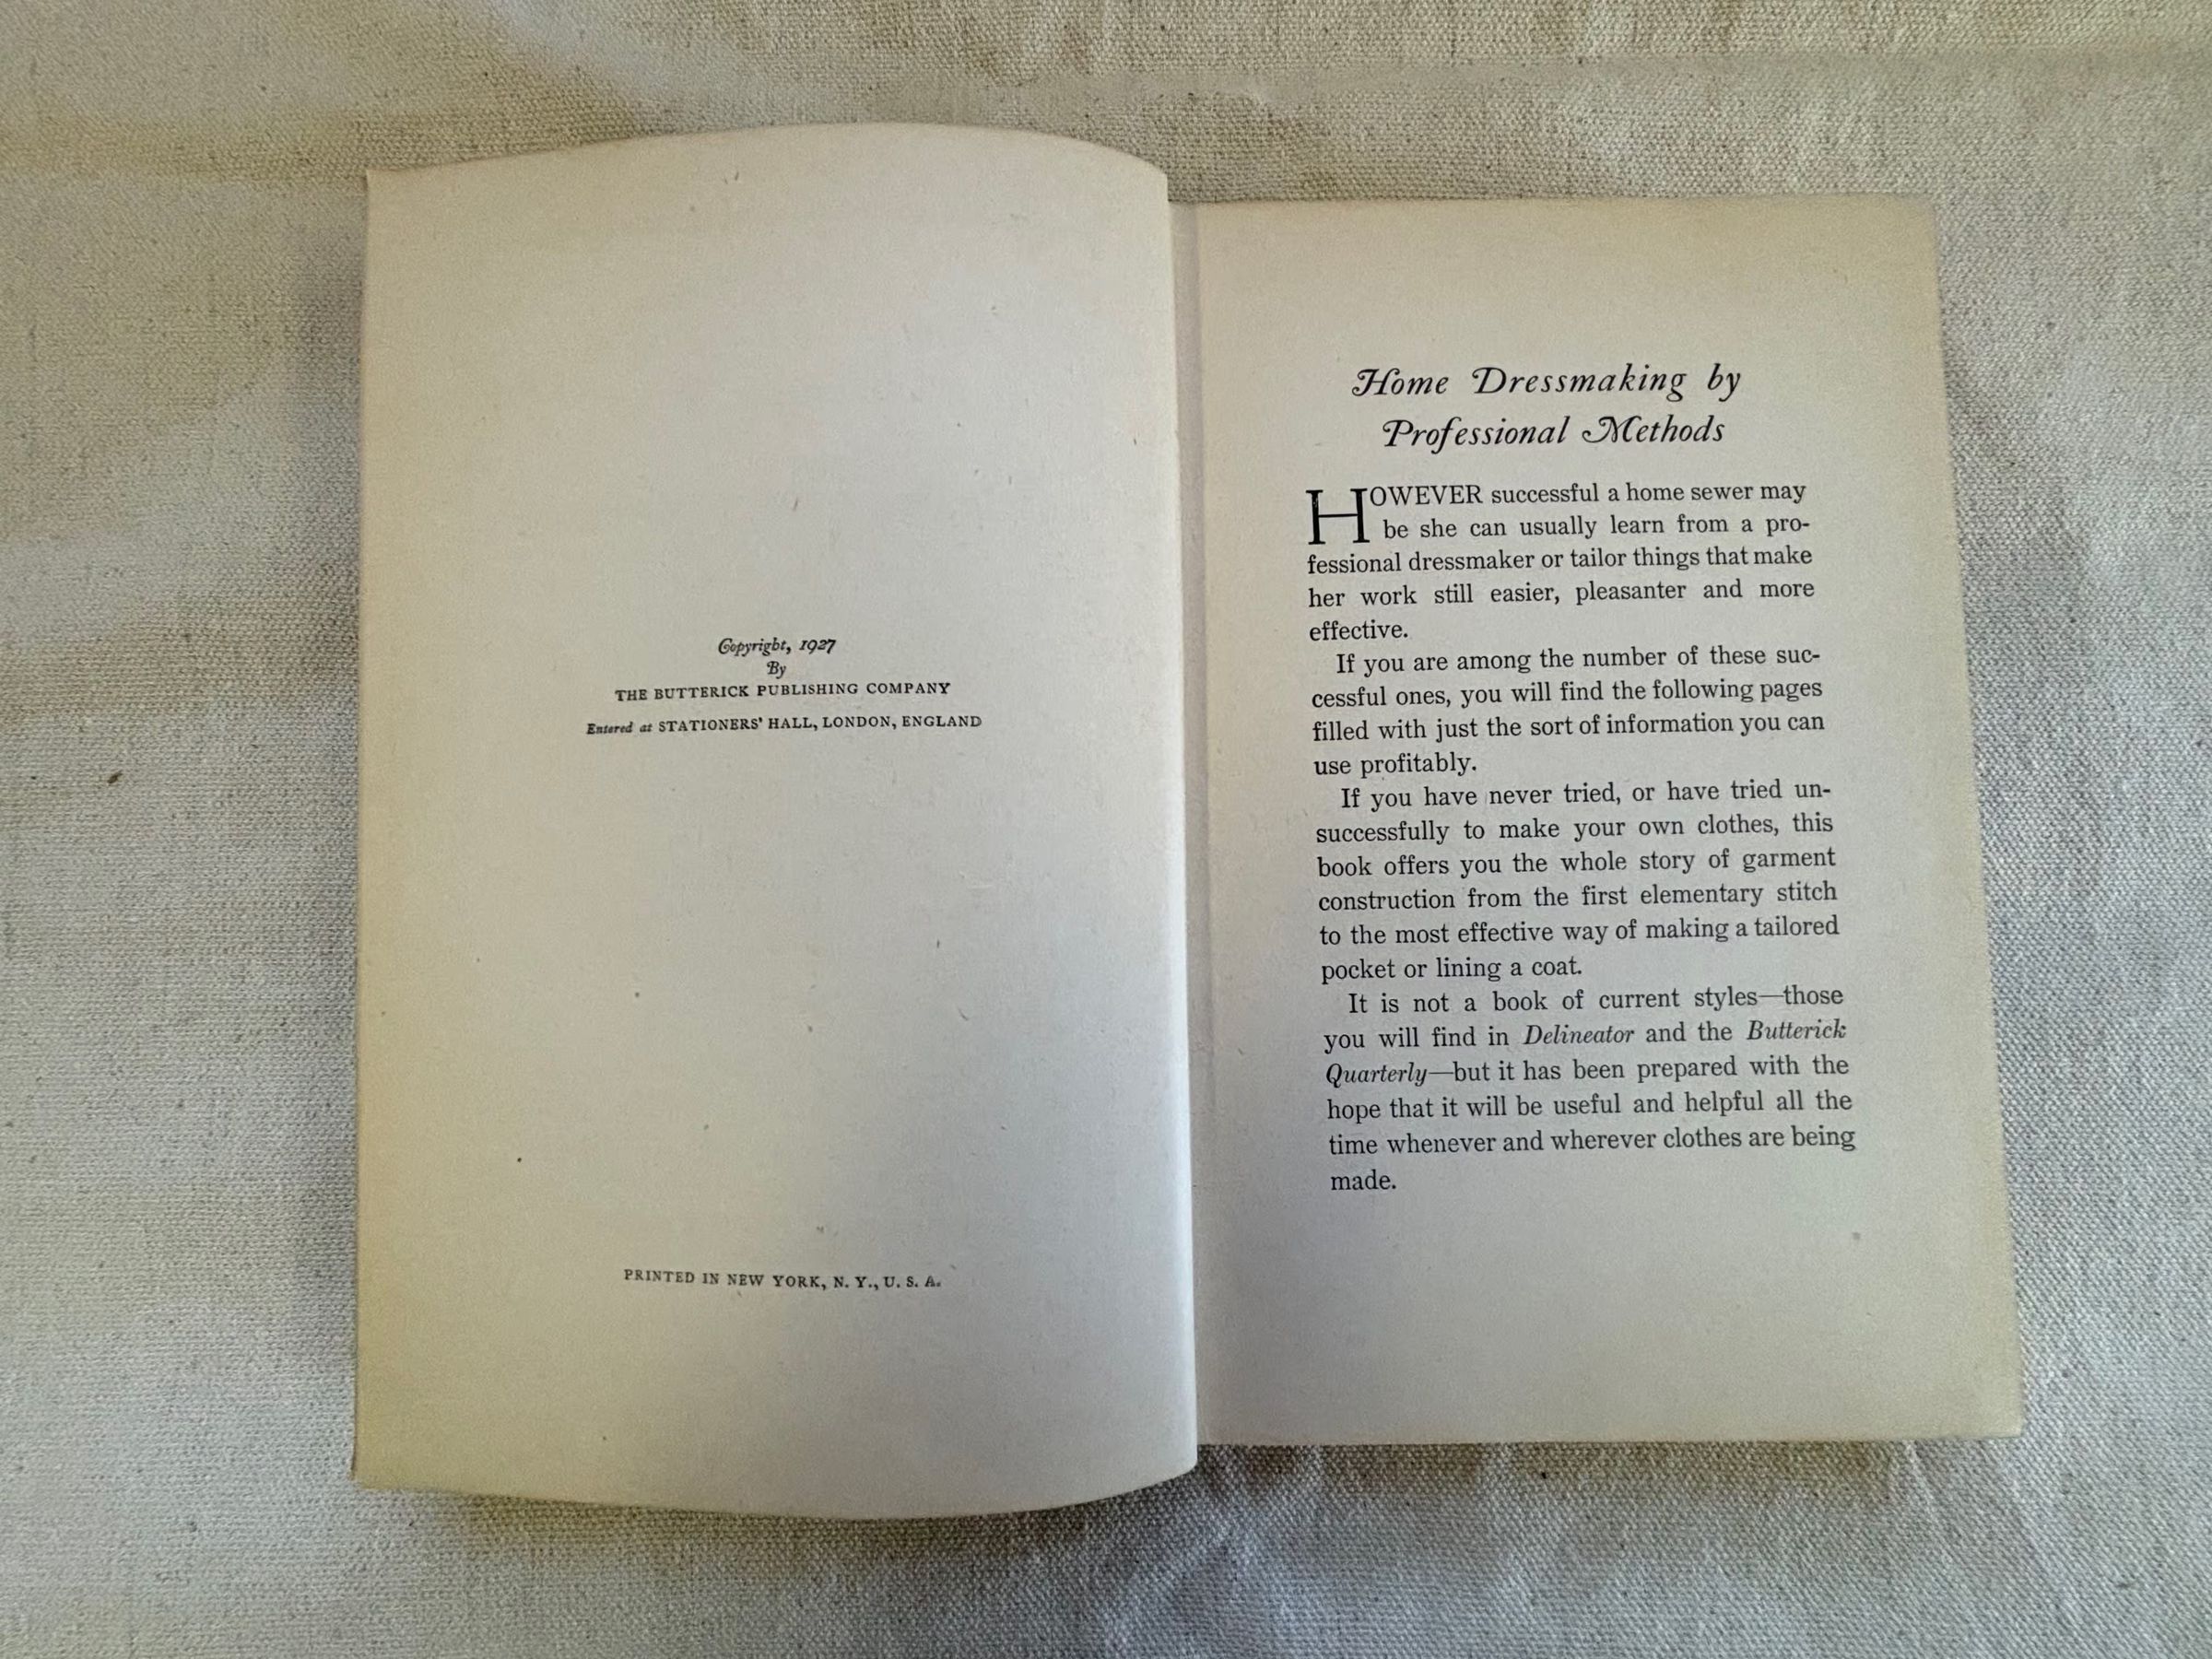 Copyright, 1927
By
THE BUTTERICK PUBLISHING COMPANY
Entered at STATIONERS' HALL, LONDON, ENGLAND
PRINTED IN NEW YORK, N. Y., U. S. A.
Home Dressmaking by
Professional Methods
HOWEVER successful a home sewer may
be she can usually learn from a pro-
fessional dressmaker or tailor things that make
her work still easier, pleasanter and more
effective.
If you are among the number of these suc-
cessful ones, you will find the following pages
filled with just the sort of information you can
use profitably.
If you have never tried, or have tried un-
successfully to make your own clothes, this
book offers you the whole story of garment
construction from the first elementary stitch
to the most effective way of making a tailored
pocket or lining a coat.
It is not a book of current styles—those
you will find in Delineator and the Butterick
Quarterly—but it has been prepared with the
hope that it will be useful and helpful all the
time whenever and wherever clothes are being
made.